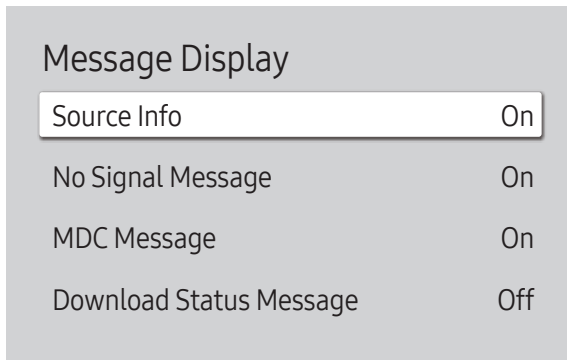 Message Display
Source Info On
No Signal Message On
MDC Message On
Download Status Message Off